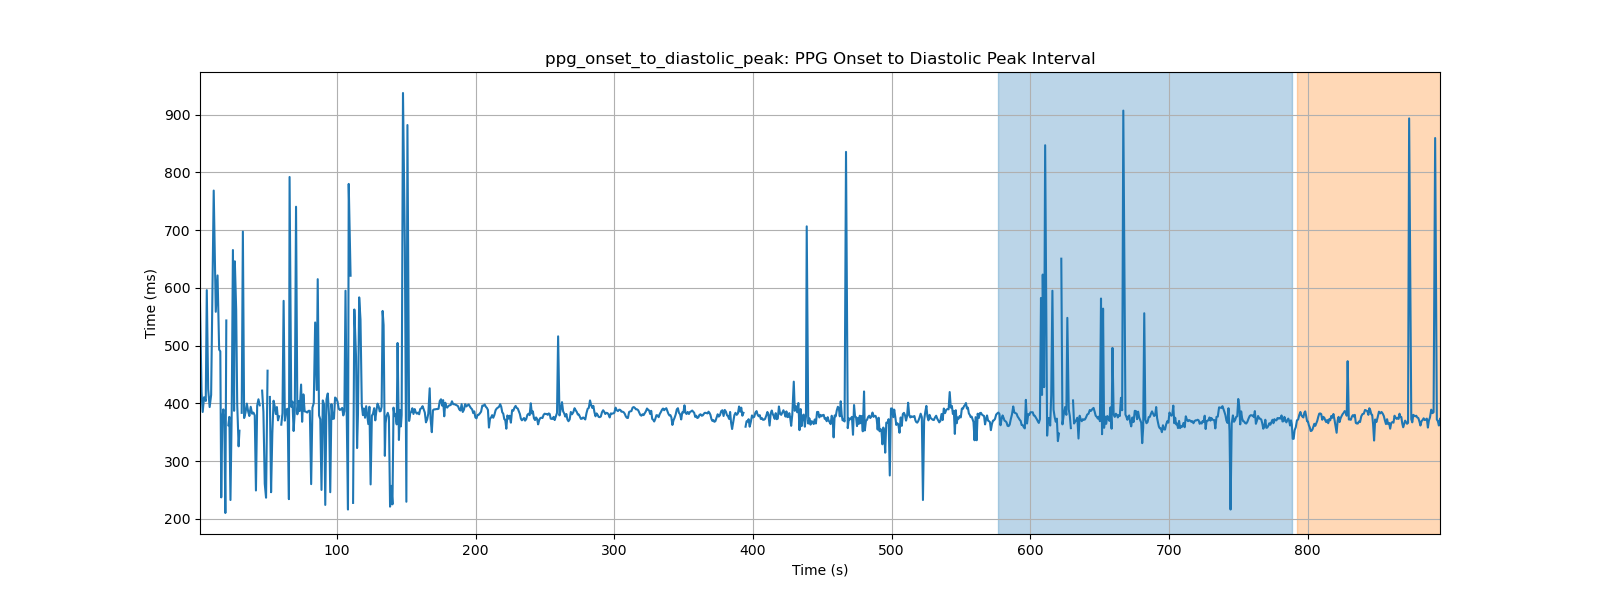 ppg_onset_to_diastolic_peak: PPG Onset to Diastolic Peak Interval
900
800
700
600
500
400
300
200
Time (ms)
100 200 300 400 500 600 700 800
Time (s)